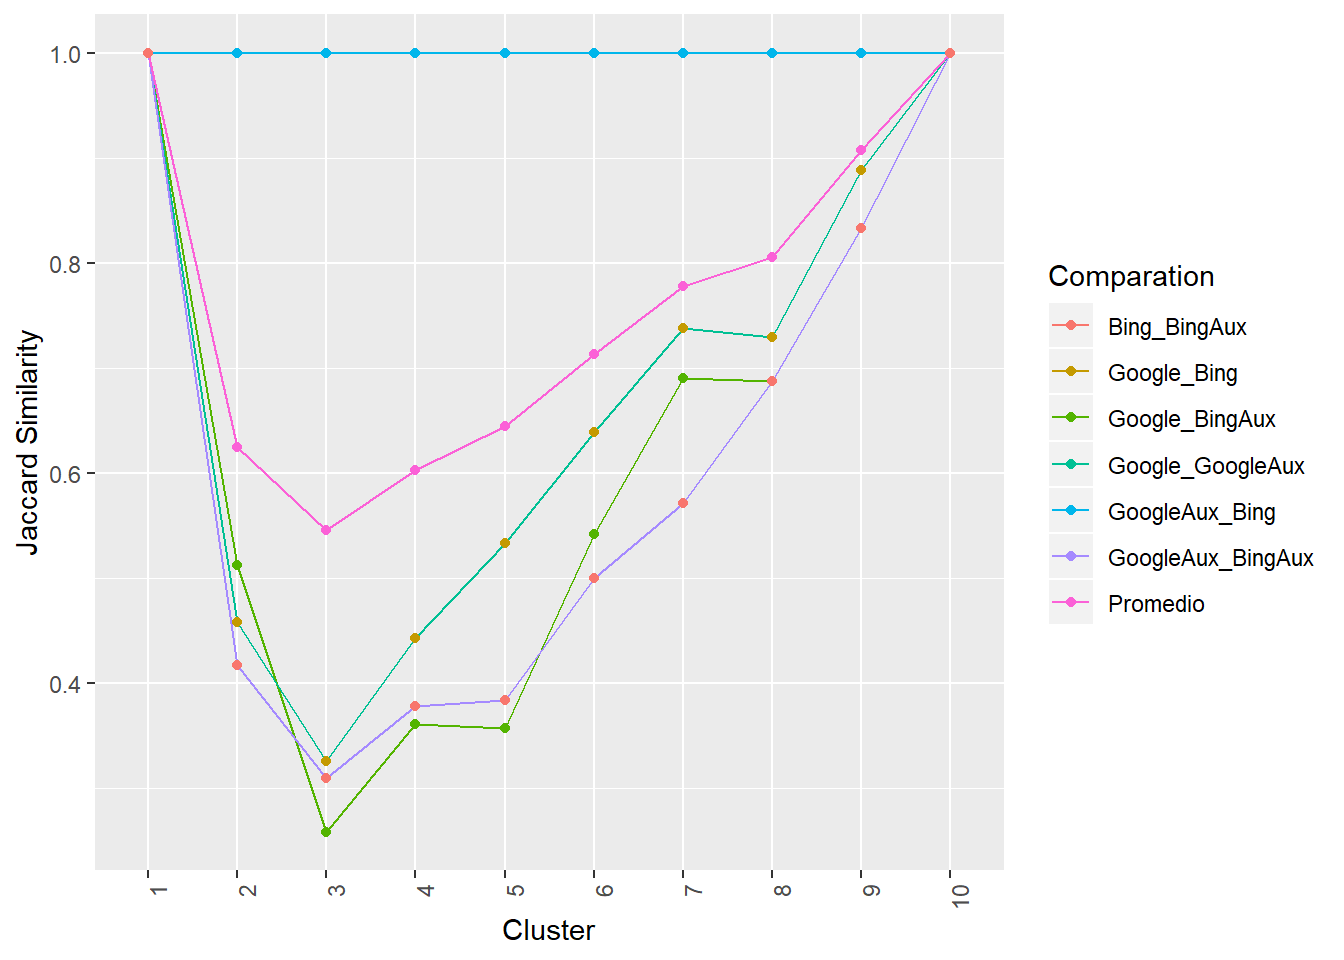 1.0
0.8
0.6
0.4
Jaccard Similarity
1 2 3 4 5 6 7 8 9 10
Cluster
Comparation
Bing_BingAux
Google_Bing
Google_BingAux
Google_GoogleAux
GoogleAux_Bing
GoogleAux_BingAux
Promedio